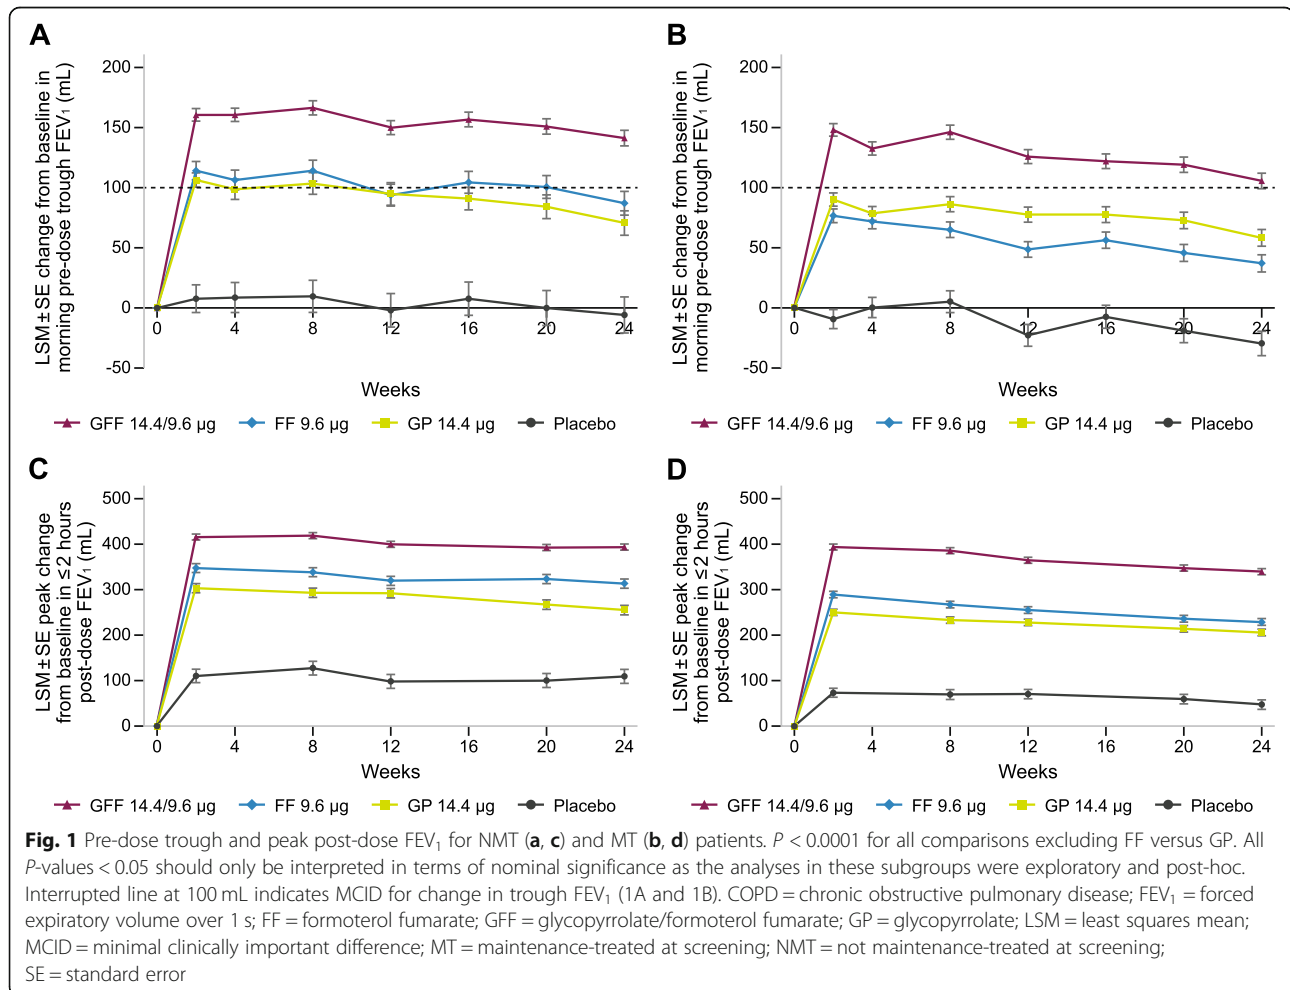 A
LSM±SE change from baseline in
morning pre-dose trough FEV₁ (mL)
200
150
100
50
0
-50
0 4 8 12 16 20 24
Weeks
GFF 14.4/9.6 µg FF 9.6 µg GP 14.4 µg Placebo
B
LSM±SE change from baseline in
morning pre-dose trough FEV₁ (mL)
200
150
100
50
0
-50
0 4 8 12 16 20 24
Weeks
GFF 14.4/9.6 µg FF 9.6 µg GP 14.4 µg Placebo
C
LSM±SE peak change
from baseline in ≤2 hours
post-dose FEV₁ (mL)
500
400
300
200
100
0
0 4 8 12 16 20 24
Weeks
GFF 14.4/9.6 µg FF 9.6 µg GP 14.4 µg Placebo
D
LSM±SE peak change
from baseline in ≤2 hours
post-dose FEV₁ (mL)
500
400
300
200
100
0
0 4 8 12 16 20 24
Weeks
GFF 14.4/9.6 µg FF 9.6 µg GP 14.4 µg Placebo
Fig. 1 Pre-dose trough and peak post-dose FEV₁ for NMT (a, c) and MT (b, d) patients. P < 0.0001 for all comparisons excluding FF versus GP. All
P-values < 0.05 should only be interpreted in terms of nominal significance as the analyses in these subgroups were exploratory and post-hoc.
Interrupted line at 100 mL indicates MCID for change in trough FEV₁ (1A and 1B). COPD = chronic obstructive pulmonary disease; FEV₁ = forced
expiratory volume over 1 s; FF = formoterol fumarate; GFF = glycopyrrolate/formoterol fumarate; GP = glycopyrrolate; LSM = least squares mean;
MCID = minimal clinically important difference; MT = maintenance-treated at screening; NMT = not maintenance-treated at screening;
SE = standard error